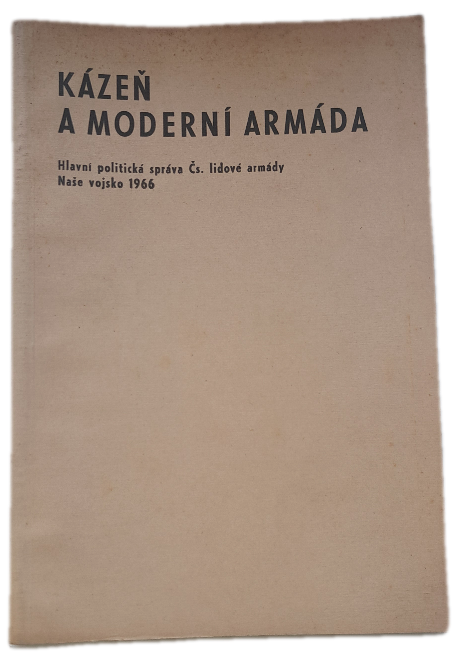 KÁZEŇ
A MODERNÍ ARMÁDA
Hlavní politická správa Čs. lidové armády
Naše vojsko 1966